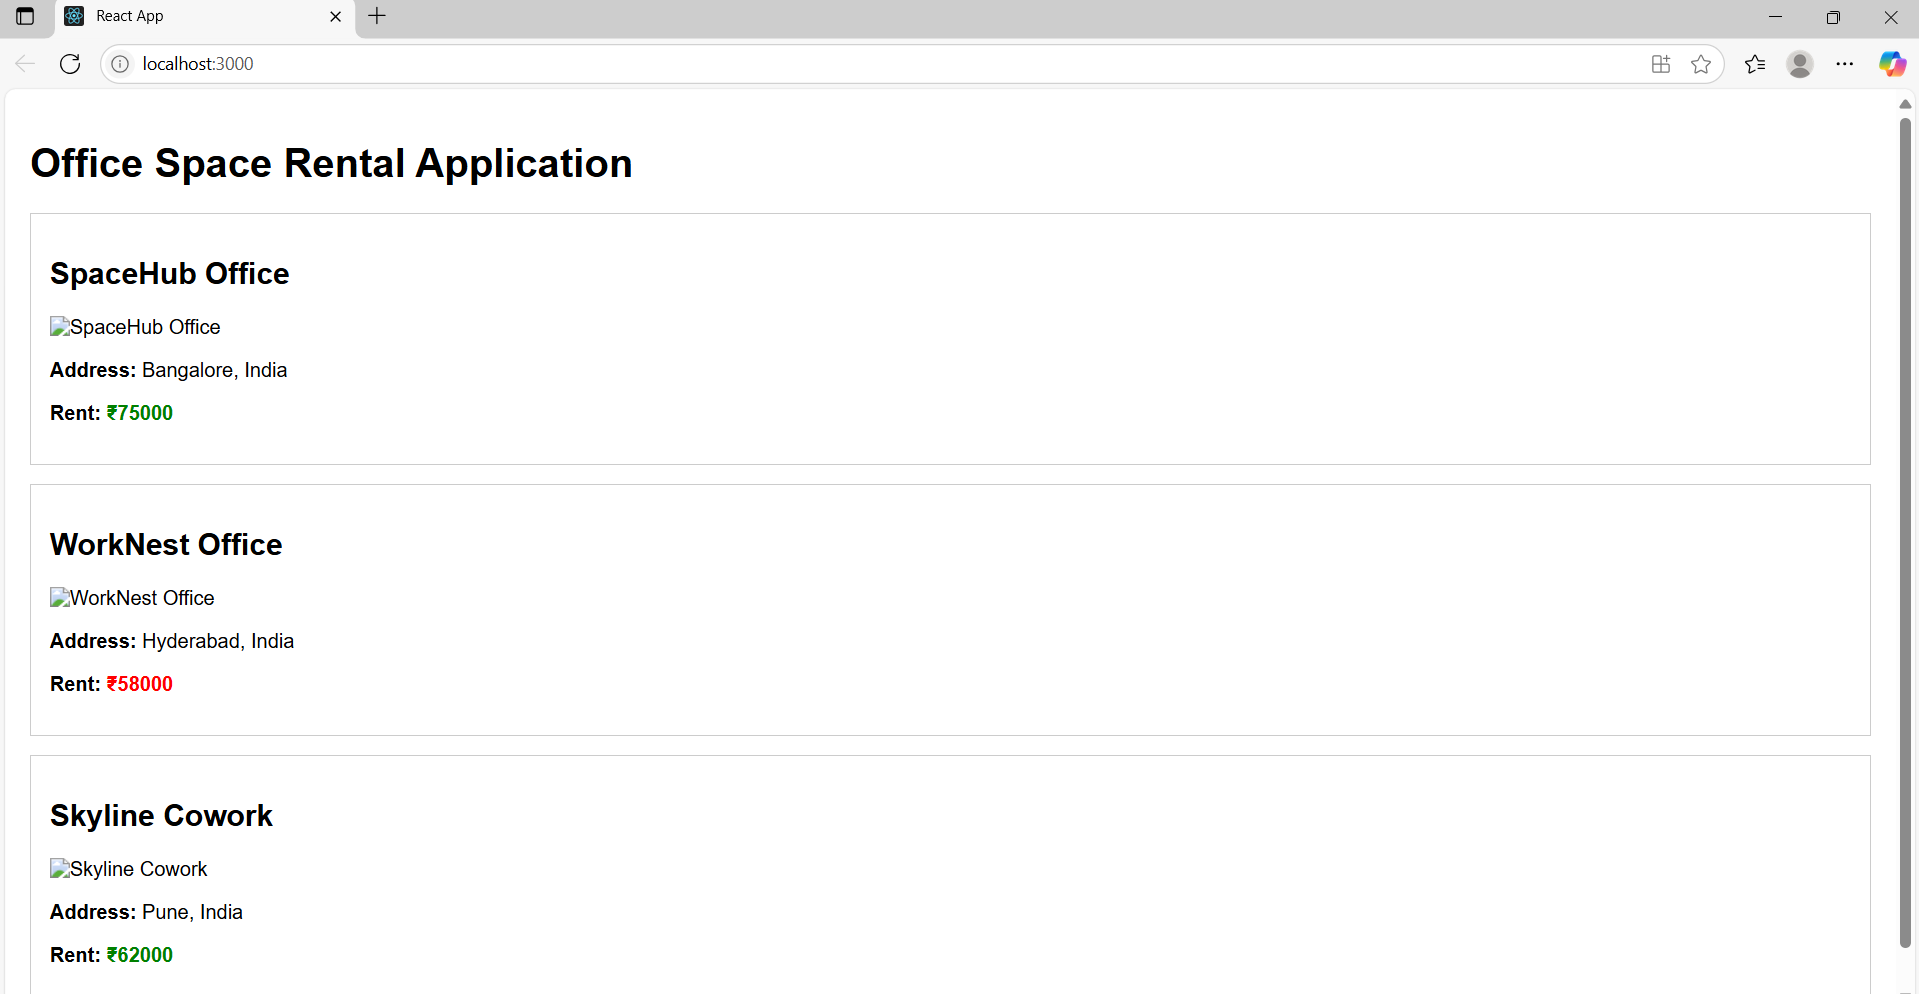 React App
localhost:3000
Office Space Rental Application
SpaceHub Office
SpaceHub Office
Address: Bangalore, India
Rent: ₹75000
WorkNest Office
WorkNest Office
Address: Hyderabad, India
Rent: ₹58000
Skyline Cowork
Skyline Cowork
Address: Pune, India
Rent: ₹62000